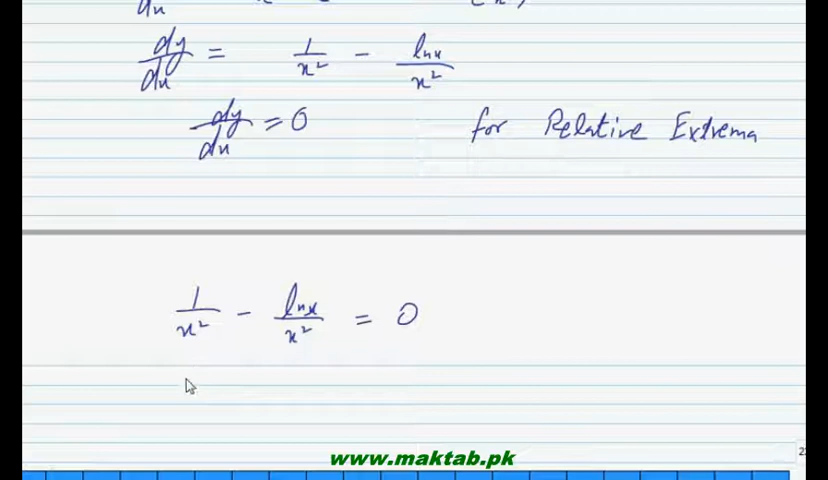 dy/dx = 1/x² - lnx/x²
dy/dx = 0 for Relative Extrema
1/x² - lnx/x² = 0
www.maktab.pk